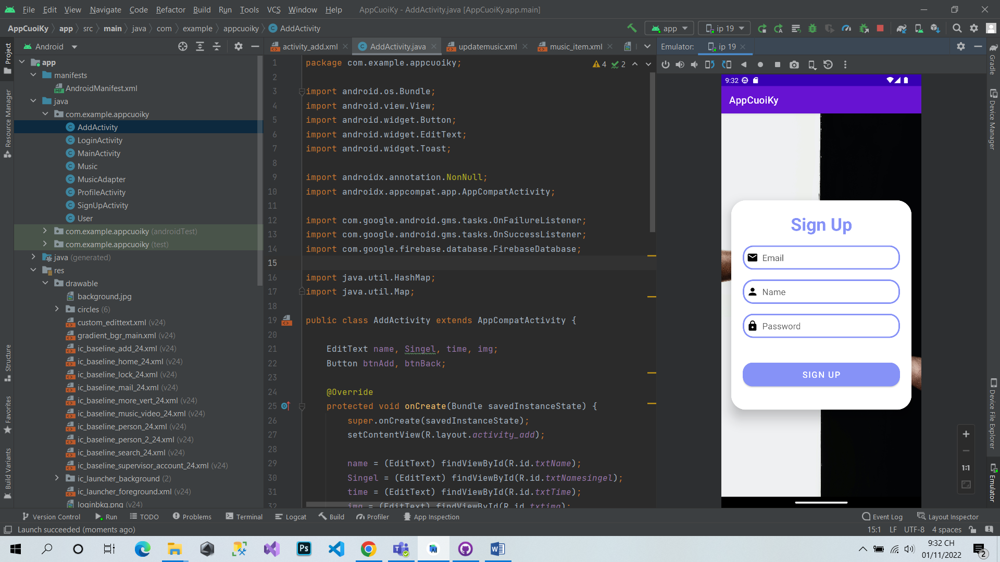 File Edit View Navigate Code Refactor Build Run Tools VCS Window Help AppCuoiKy - AddActivity.java [AppCuoiKy.app.main]
AppCuoiKy app src main java com example appcuoiky AddActivity app ip 19
Android
activity_add.xml AddActivity.java updatemusic.xml music_item.xml
Emulator: ip 19
Project
Resource Manager
Structure
Favorites
Build Variants
app
manifests
AndroidManifest.xml
java
com.example.appcuoiky
AddActivity
LoginActivity
MainActivity
Music
MusicAdapter
ProfileActivity
SignUpActivity
User
com.example.appcuoiky (androidTest)
com.example.appcuoiky (test)
java (generated)
res
drawable
background.jpg
circles (6)
custom_edittext.xml (v24)
gradient_bgr_main.xml (v24)
ic_baseline_add_24.xml (v24)
ic_baseline_home_24.xml (v24)
ic_baseline_lock_24.xml (v24)
ic_baseline_mail_24.xml (v24)
ic_baseline_more_vert_24.xml (v24)
ic_baseline_music_video_24.xml (v24)
ic_baseline_person_24.xml (v24)
ic_baseline_person_2_24.xml (v24)
ic_baseline_search_24.xml (v24)
ic_baseline_supervisor_account_24.xml (v24)
ic_launcher_background (2)
ic_launcher_foreground.xml (v24)
loginbkg.png (v24)
4 2
1 package com.example.appcuoiky;
2
3 import android.os.Bundle;
4 import android.view.View;
5 import android.widget.Button;
6 import android.widget.EditText;
7 import android.widget.Toast;
8
9 import androidx.annotation.NonNull;
10 import androidx.appcompat.app.AppCompatActivity;
11
12 import com.google.android.gms.tasks.OnFailureListener;
13 import com.google.android.gms.tasks.OnSuccessListener;
14 import com.google.firebase.database.FirebaseDatabase;
15
16 import java.util.HashMap;
17 import java.util.Map;
18
19 public class AddActivity extends AppCompatActivity {
20
21 EditText name, Singel, time, img;
22 Button btnAdd, btnBack;
23
24 @Override
25 protected void onCreate(Bundle savedInstanceState) {
26 super.onCreate(savedInstanceState);
27 setContentView(R.layout.activity_add);
28
29 name = (EditText) findViewById(R.id.txtName);
30 Singel = (EditText) findViewById(R.id.txtNamesingel);
31 time = (EditText) findViewById(R.id.txtTime);
32 img = (EditText) findViewById(R.id.txtimg);
9:32
AppCuoiKy
Sign Up
Email
Name
Password
SIGN UP
1:1
Gradle
Device Manager
Device File Explorer
Emulator
Version Control Run TODO Problems Terminal Logcat Build Profiler App Inspection Event Log Layout Inspector
Launch succeeded (moments ago) 15:1 LF UTF-8 4 spaces
Ps
9:32 CH
01/11/2022
2